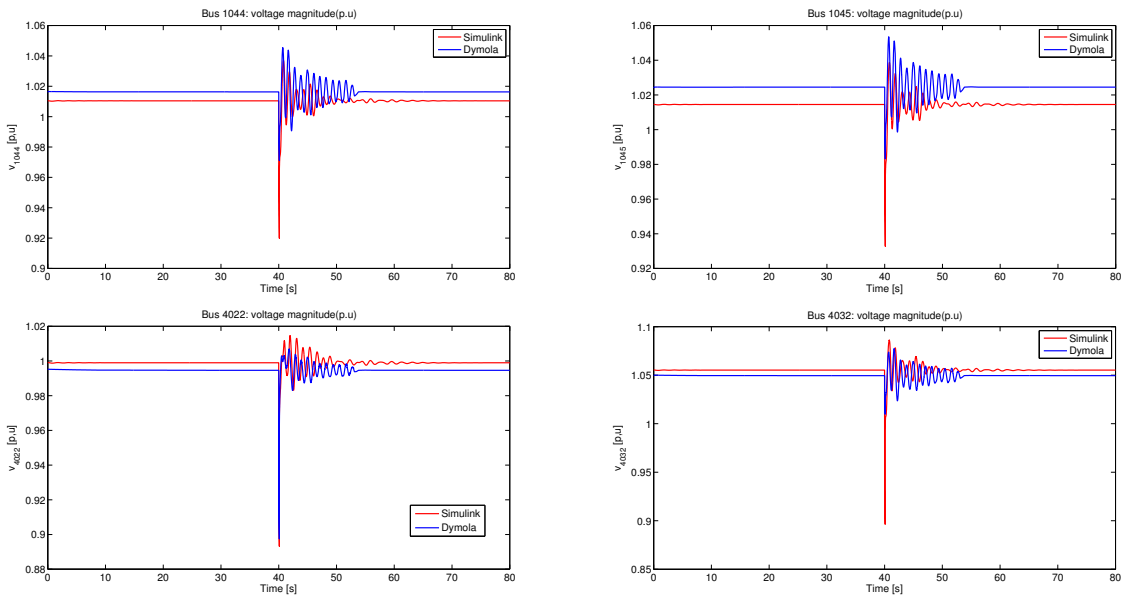 Bus 1044: voltage magnitude(p.u)
1.06
1.04
1.02
1
0.98
0.96
0.94
0.92
0.9
v1044 [p,u]
0 10 20 30 40 50 60 70 80
Time [s]
Simulink
Dymola
Bus 1045: voltage magnitude(p.u)
1.06
1.04
1.02
1
0.98
0.96
0.94
0.92
v1045 [p,u]
0 10 20 30 40 50 60 70 80
Time [s]
Simulink
Dymola
Bus 4022: voltage magnitude(p.u)
1.02
1
0.98
0.96
0.94
0.92
0.9
0.88
v4022 [p,u]
0 10 20 30 40 50 60 70 80
Time [s]
Simulink
Dymola
Bus 4032: voltage magnitude(p.u)
1.1
1.05
1
0.95
0.9
0.85
v4032 [p,u]
0 10 20 30 40 50 60 70 80
Time [s]
Simulink
Dymola